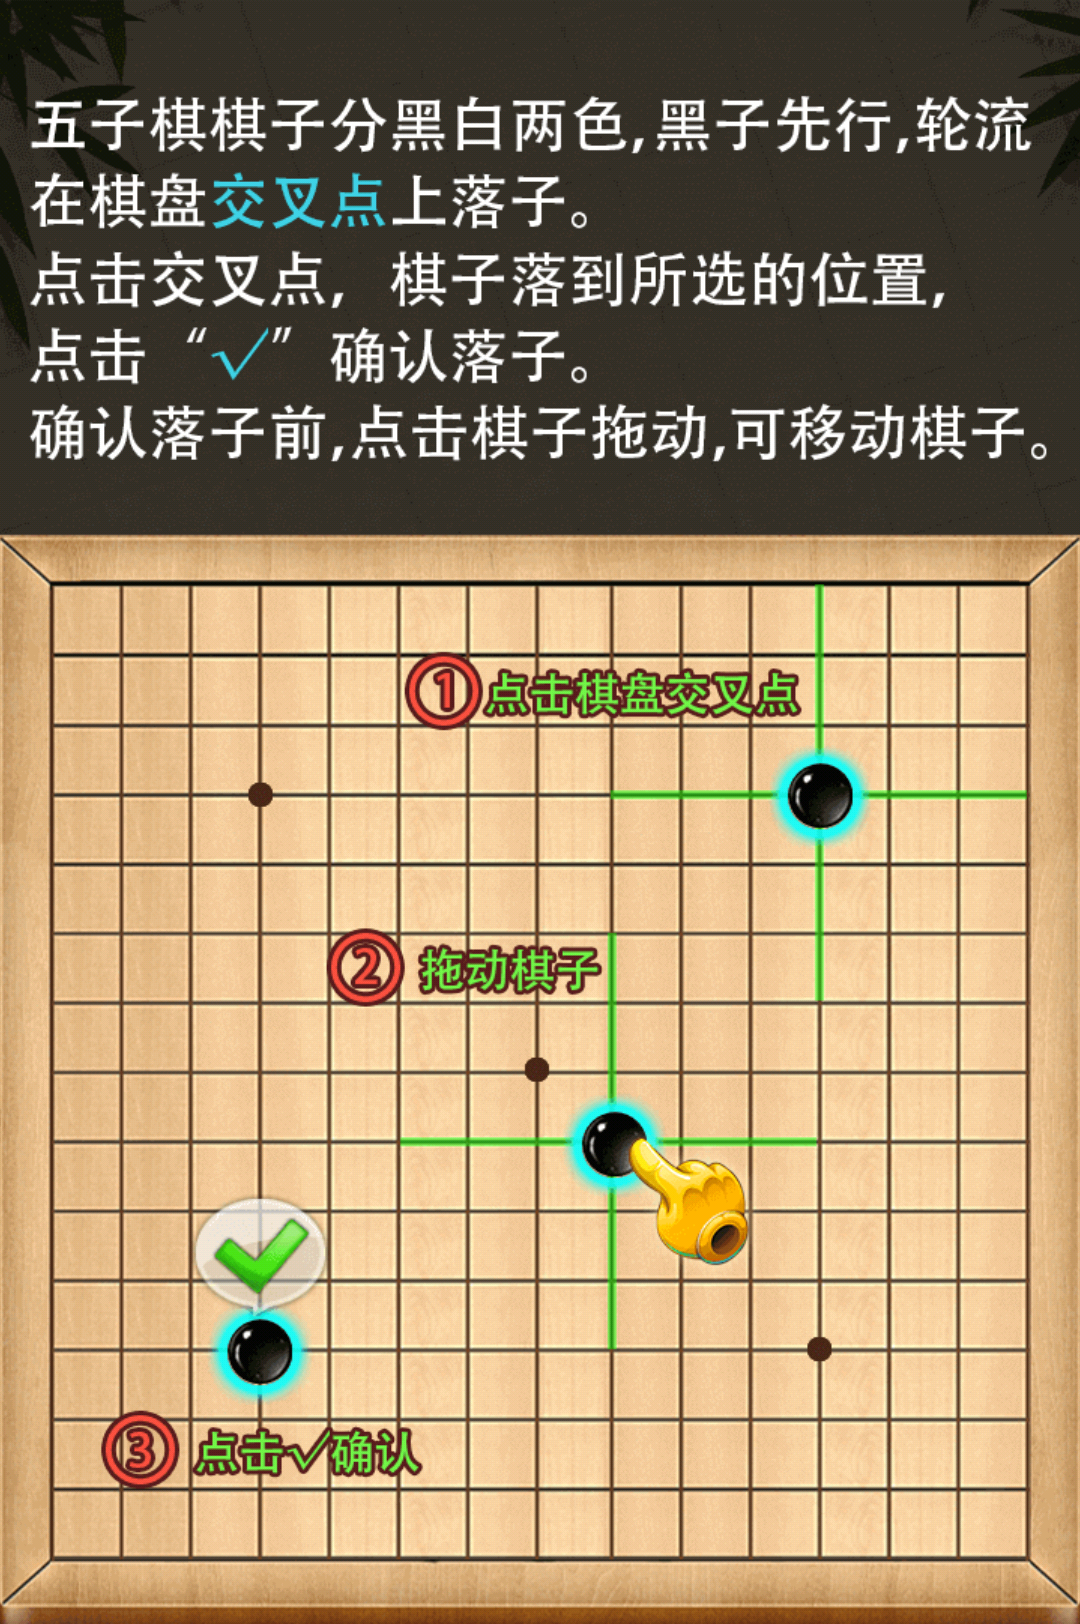 五子棋棋子分黑白两色,黑子先行,轮流
在棋盘交叉点上落子。
点击交叉点, 棋子落到所选的位置,
点击“√”确认落子。
确认落子前,点击棋子拖动,可移动棋子。
① 点击棋盘交叉点
② 拖动棋子
③ 点击√确认